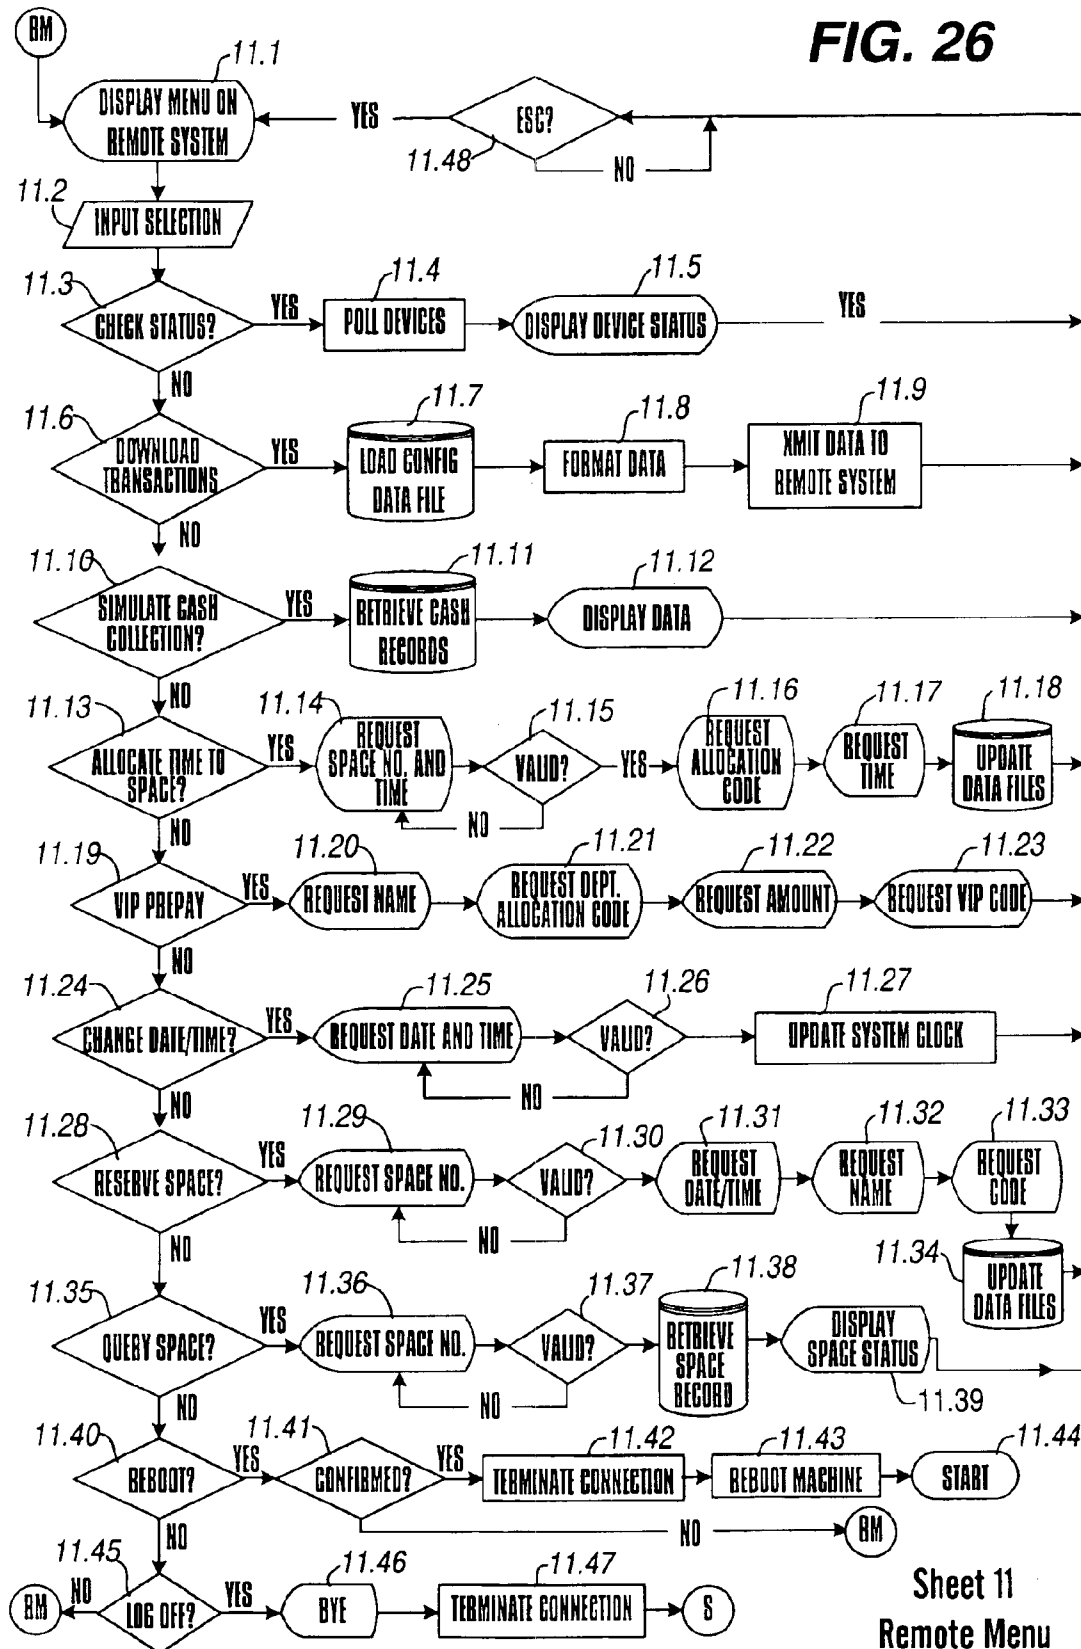 RM
FIG. 26
11.1
DISPLAY MENU ON
REMOTE SYSTEM
YES
ESC?
11.48
NO
11.2
INPUT SELECTION
11.3
CHECK STATUS?
YES
11.4
POLL DEVICES
11.5
DISPLAY DEVICE STATUS
YES
NO
11.6
DOWNLOAD
TRANSACTIONS
YES
11.7
LOAD CONFIG
DATA FILE
11.8
FORMAT DATA
11.9
XMIT DATA TO
REMOTE SYSTEM
NO
11.10
SIMULATE CASH
COLLECTION?
YES
11.11
RETRIEVE CASH
RECORDS
11.12
DISPLAY DATA
NO
11.13
ALLOCATE TIME TO
SPACE?
YES
11.14
REQUEST
SPACE NO. AND
TIME
11.15
VALID?
NO
YES
11.16
REQUEST
ALLOCATION
CODE
11.17
REQUEST
TIME
11.18
UPDATE
DATA FILES
NO
11.19
VIP PREPAY
YES
11.20
REQUEST NAME
11.21
REQUEST DEPT.
ALLOCATION CODE
11.22
REQUEST AMOUNT
11.23
REQUEST VIP CODE
NO
11.24
CHANGE DATE/TIME?
YES
11.25
REQUEST DATE AND TIME
11.26
VALID?
NO
11.27
UPDATE SYSTEM CLOCK
NO
11.28
RESERVE SPACE?
YES
11.29
REQUEST SPACE NO.
11.30
VALID?
NO
11.31
REQUEST
DATE/TIME
11.32
REQUEST
NAME
11.33
REQUEST
CODE
11.34
UPDATE
DATA FILES
NO
11.35
QUERY SPACE?
YES
11.36
REQUEST SPACE NO.
11.37
VALID?
NO
11.38
RETRIEVE
SPACE
RECORD
DISPLAY
SPACE STATUS
11.39
NO
11.40
REBOOT?
YES
11.41
CONFIRMED?
YES
11.42
TERMINATE CONNECTION
11.43
REBOOT MACHINE
11.44
START
NO
RM
NO
11.45
LOG OFF?
NO
RM
YES
11.46
BYE
11.47
TERMINATE CONNECTION
S
Sheet 11
Remote Menu